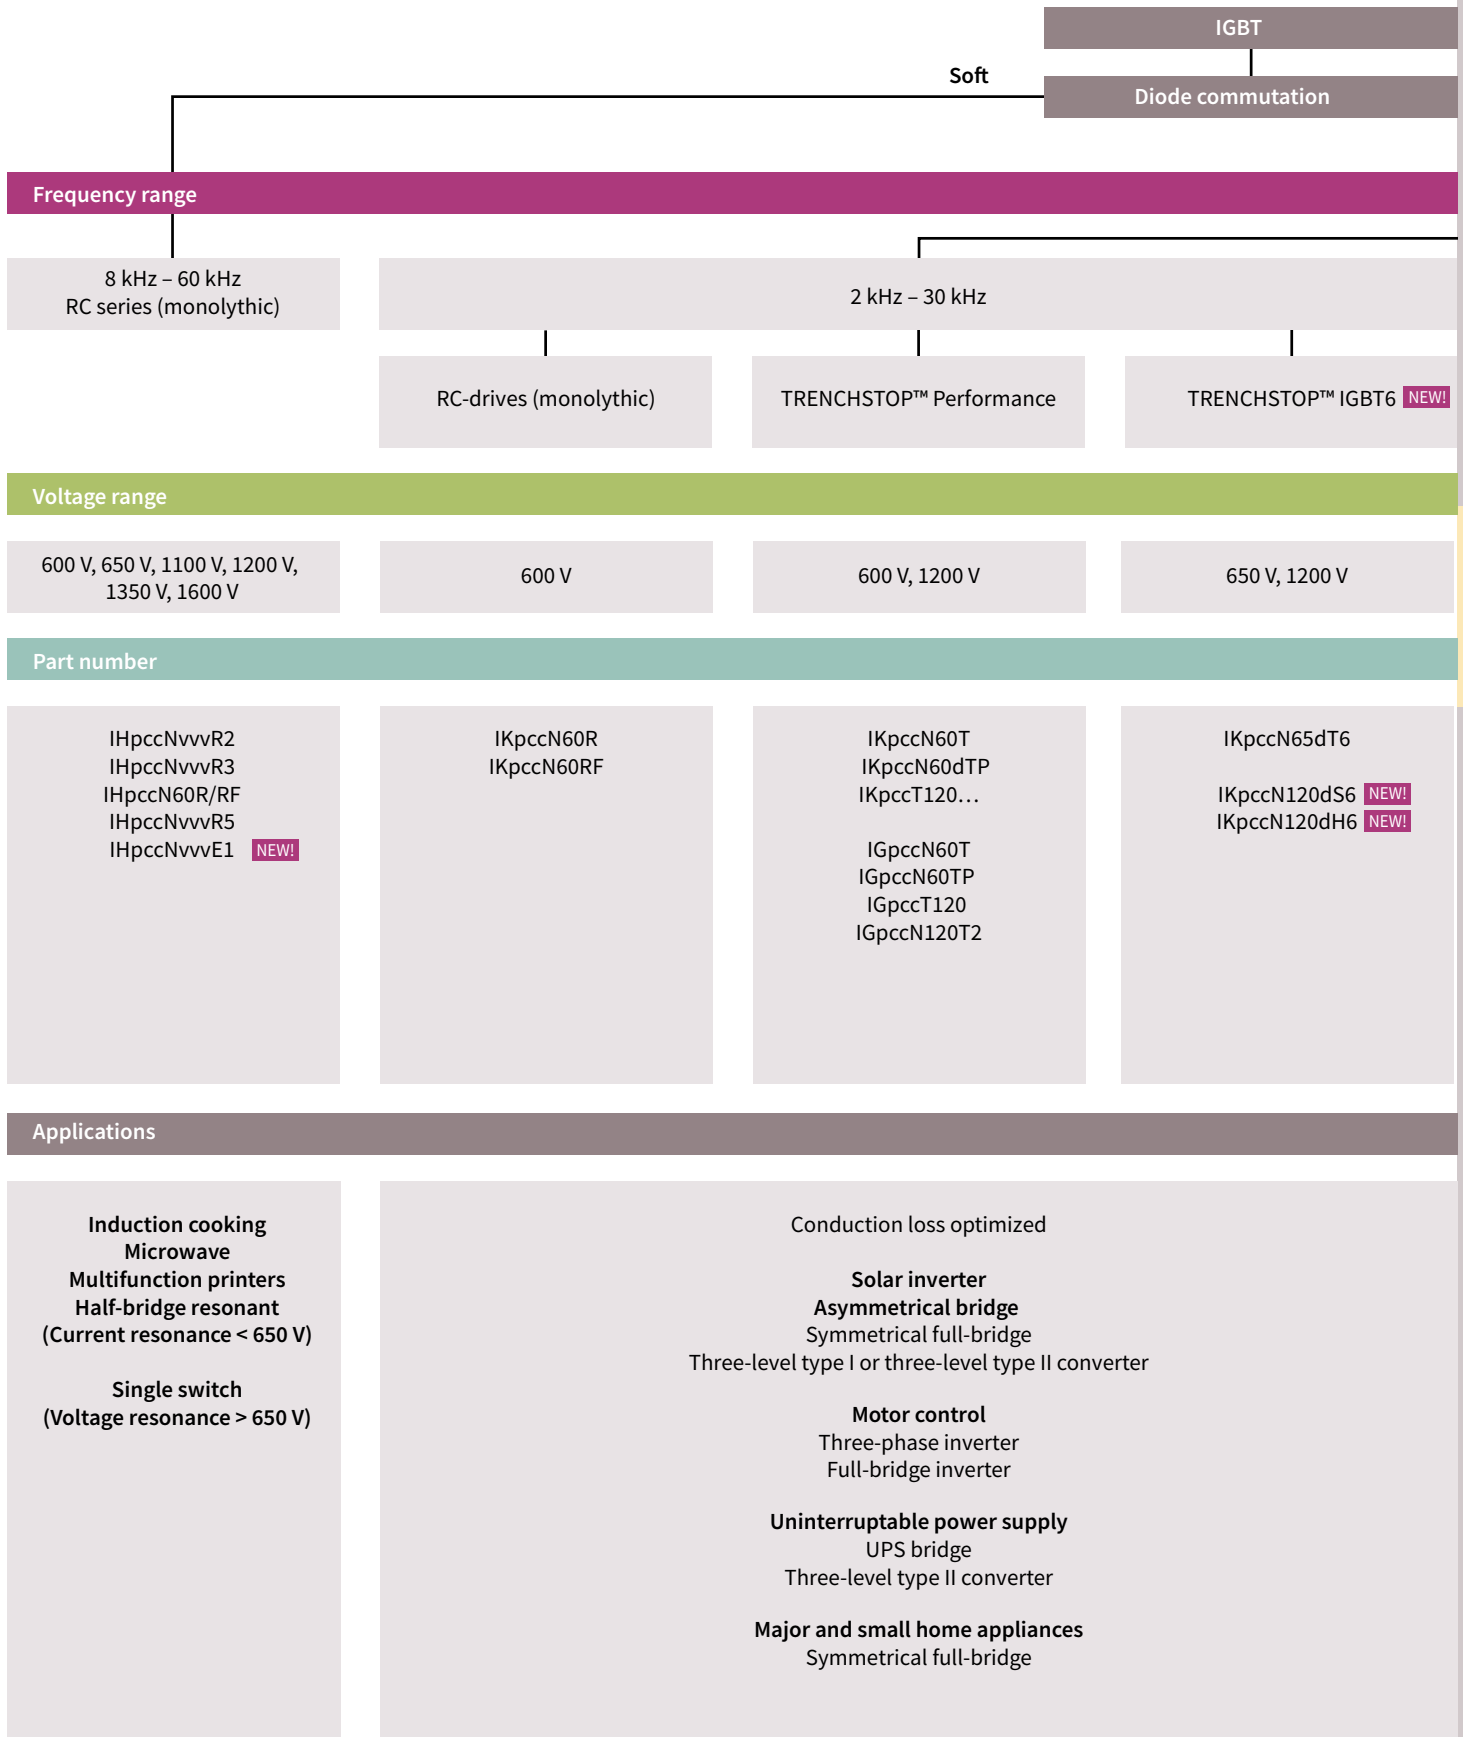 IGBT
Soft
Diode commutation
Frequency range
8 kHz – 60 kHz
RC series (monolythic)
2 kHz – 30 kHz
RC-drives (monolythic)
TRENCHSTOP™ Performance
TRENCHSTOP™ IGBT6 NEW!
Voltage range
600 V, 650 V, 1100 V, 1200 V,
1350 V, 1600 V
600 V
600 V, 1200 V
650 V, 1200 V
Part number
IHpccNvvvR2
IHpccNvvvR3
IHpccN60R/RF
IHpccNvvvR5
IHpccNvvvE1 NEW!
IKpccN60R
IKpccN60RF
IKpccN60T
IKpccN60dTP
IKpccT120…
IGpccN60T
IGpccN60TP
IGpccT120
IGpccN120T2
IKpccN65dT6
IKpccN120dS6 NEW!
IKpccN120dH6 NEW!
Applications
Induction cooking
Microwave
Multifunction printers
Half-bridge resonant
(Current resonance < 650 V)
Single switch
(Voltage resonance > 650 V)
Conduction loss optimized
Solar inverter
Asymmetrical bridge
Symmetrical full-bridge
Three-level type I or three-level type II converter
Motor control
Three-phase inverter
Full-bridge inverter
Uninterruptable power supply
UPS bridge
Three-level type II converter
Major and small home appliances
Symmetrical full-bridge